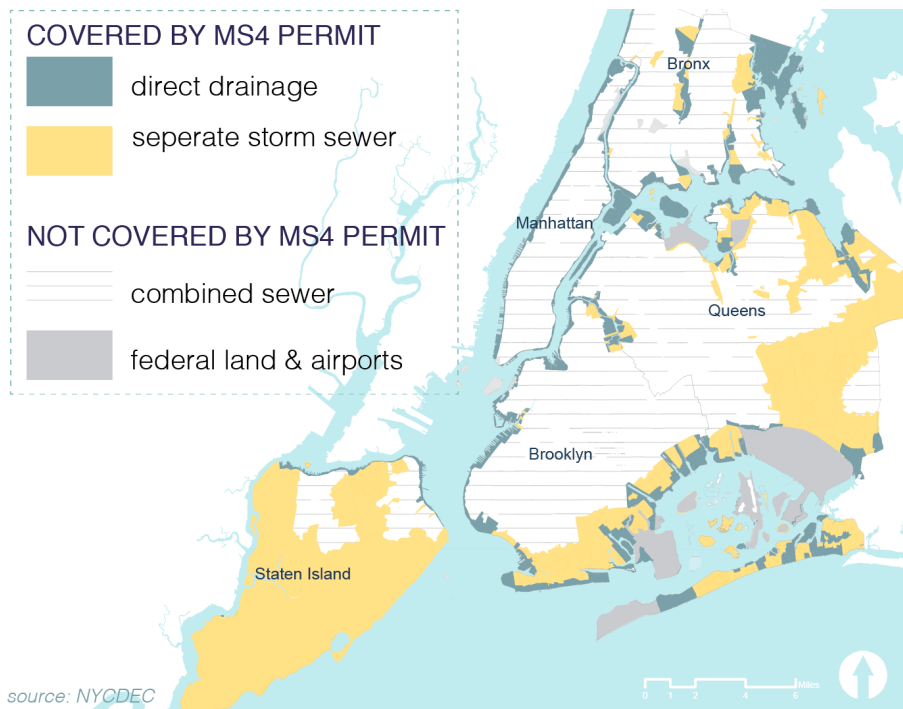 COVERED BY MS4 PERMIT
direct drainage
seperate storm sewer
NOT COVERED BY MS4 PERMIT
combined sewer
federal land & airports
Bronx
Manhattan
Queens
Brooklyn
Staten Island
source: NYCDEC
Miles
0 1 2 4 6